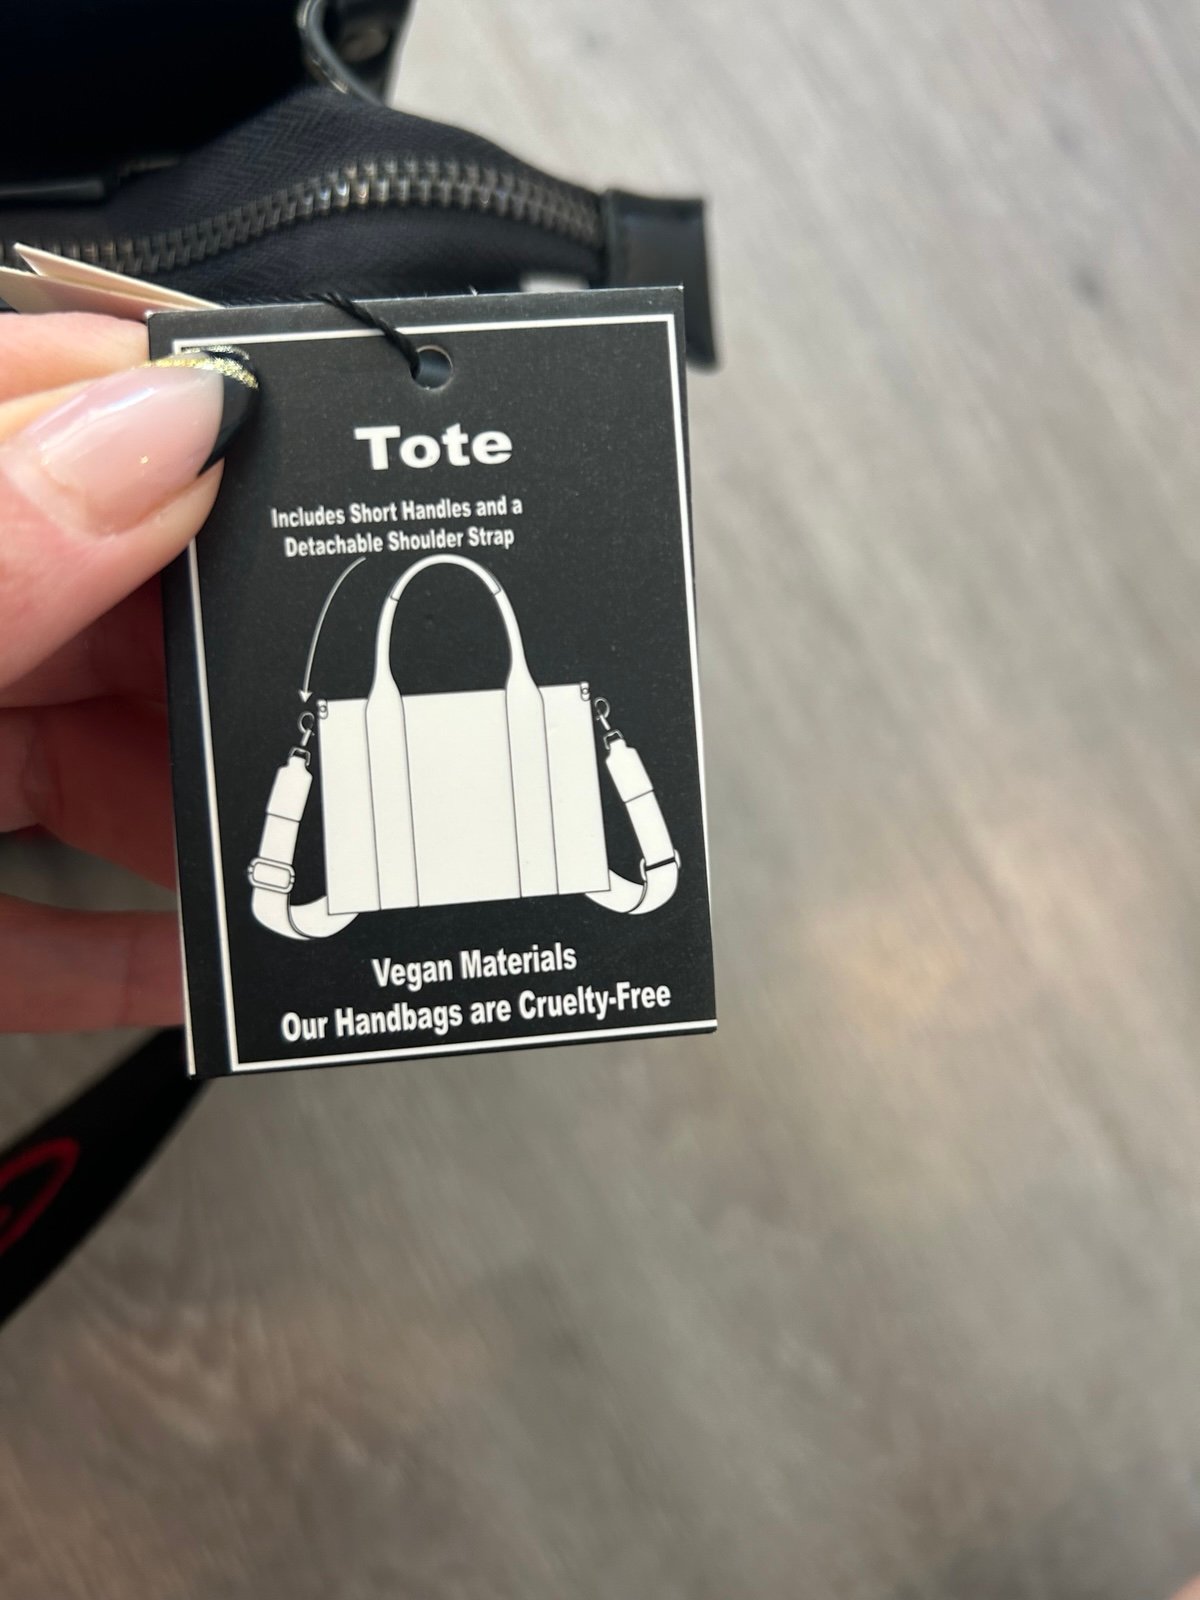 Tote
Includes Short Handles and a
Detachable Shoulder Strap
Vegan Materials
Our Handbags are Cruelty-Free